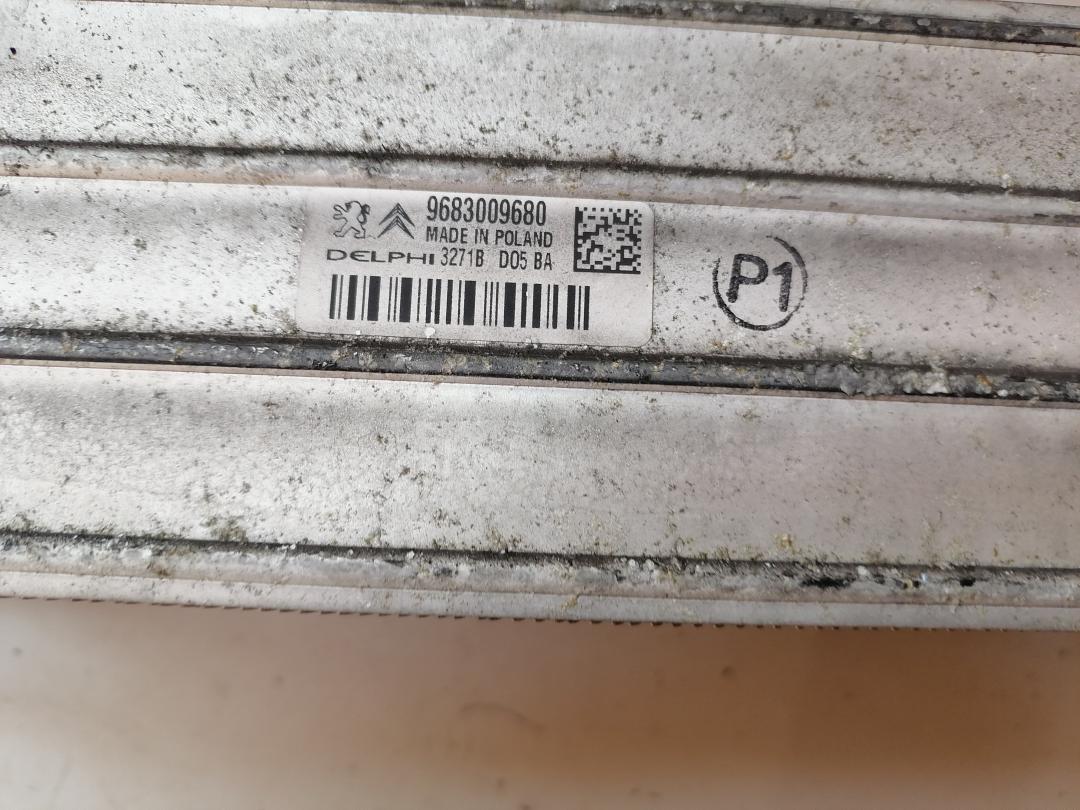 9683009680
MADE IN POLAND
DELPHI 3271B D05 BA
P1